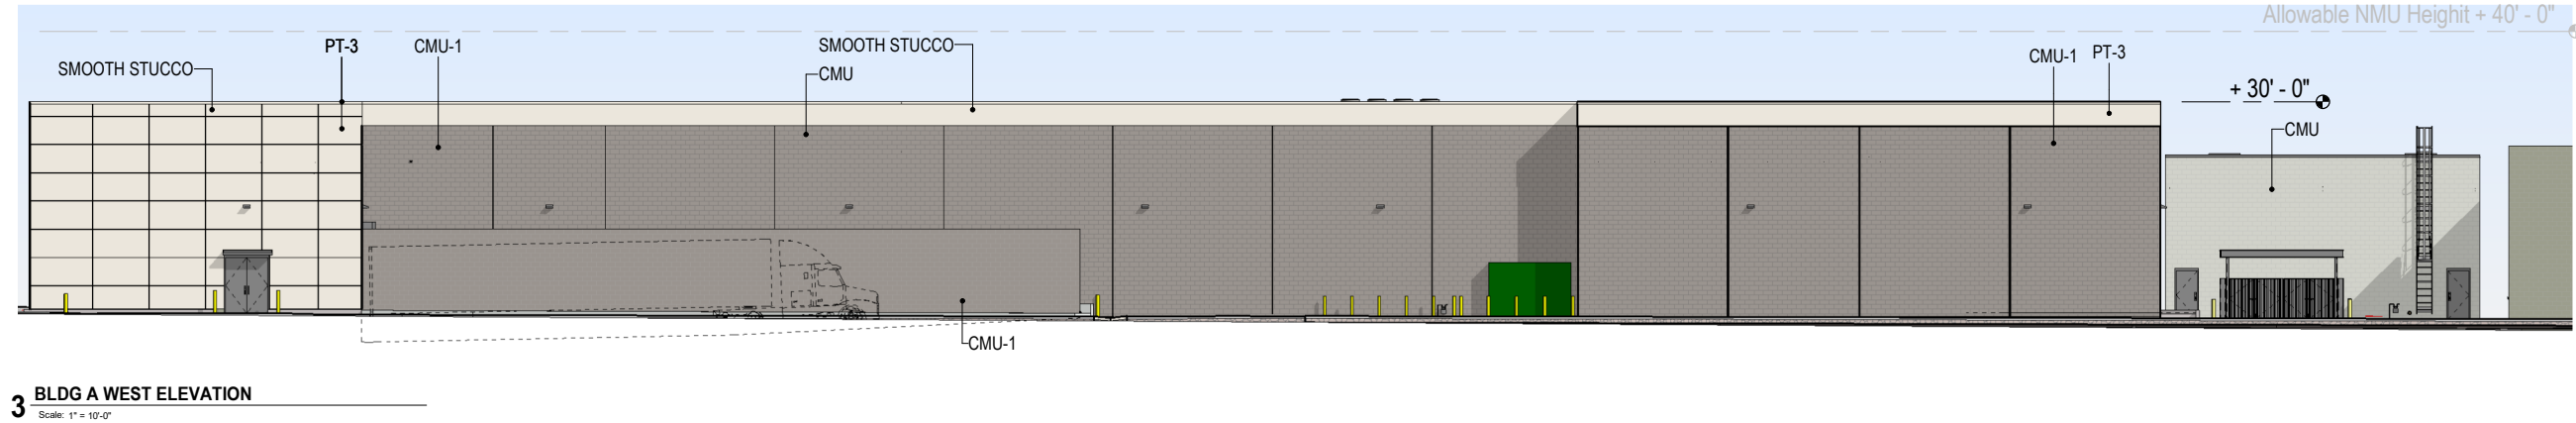 Allowable NMU Heighit + 40' - 0"
PT-3
CMU-1
SMOOTH STUCCO
SMOOTH STUCCO
CMU
CMU-1
PT-3
+ 30' - 0"
CMU
CMU-1
3 BLDG A WEST ELEVATION
Scale: 1" = 10'-0"